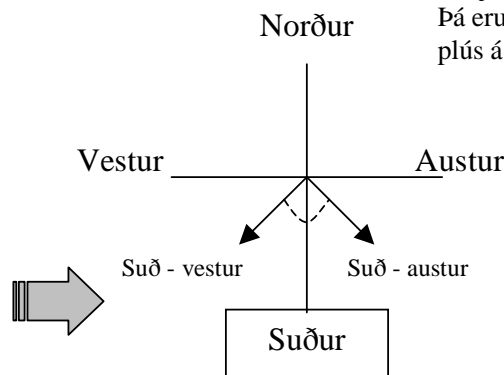 Þá eru
plús á
Norður
Vestur
Austur
Suð - vestur
Suð - austur
Suður